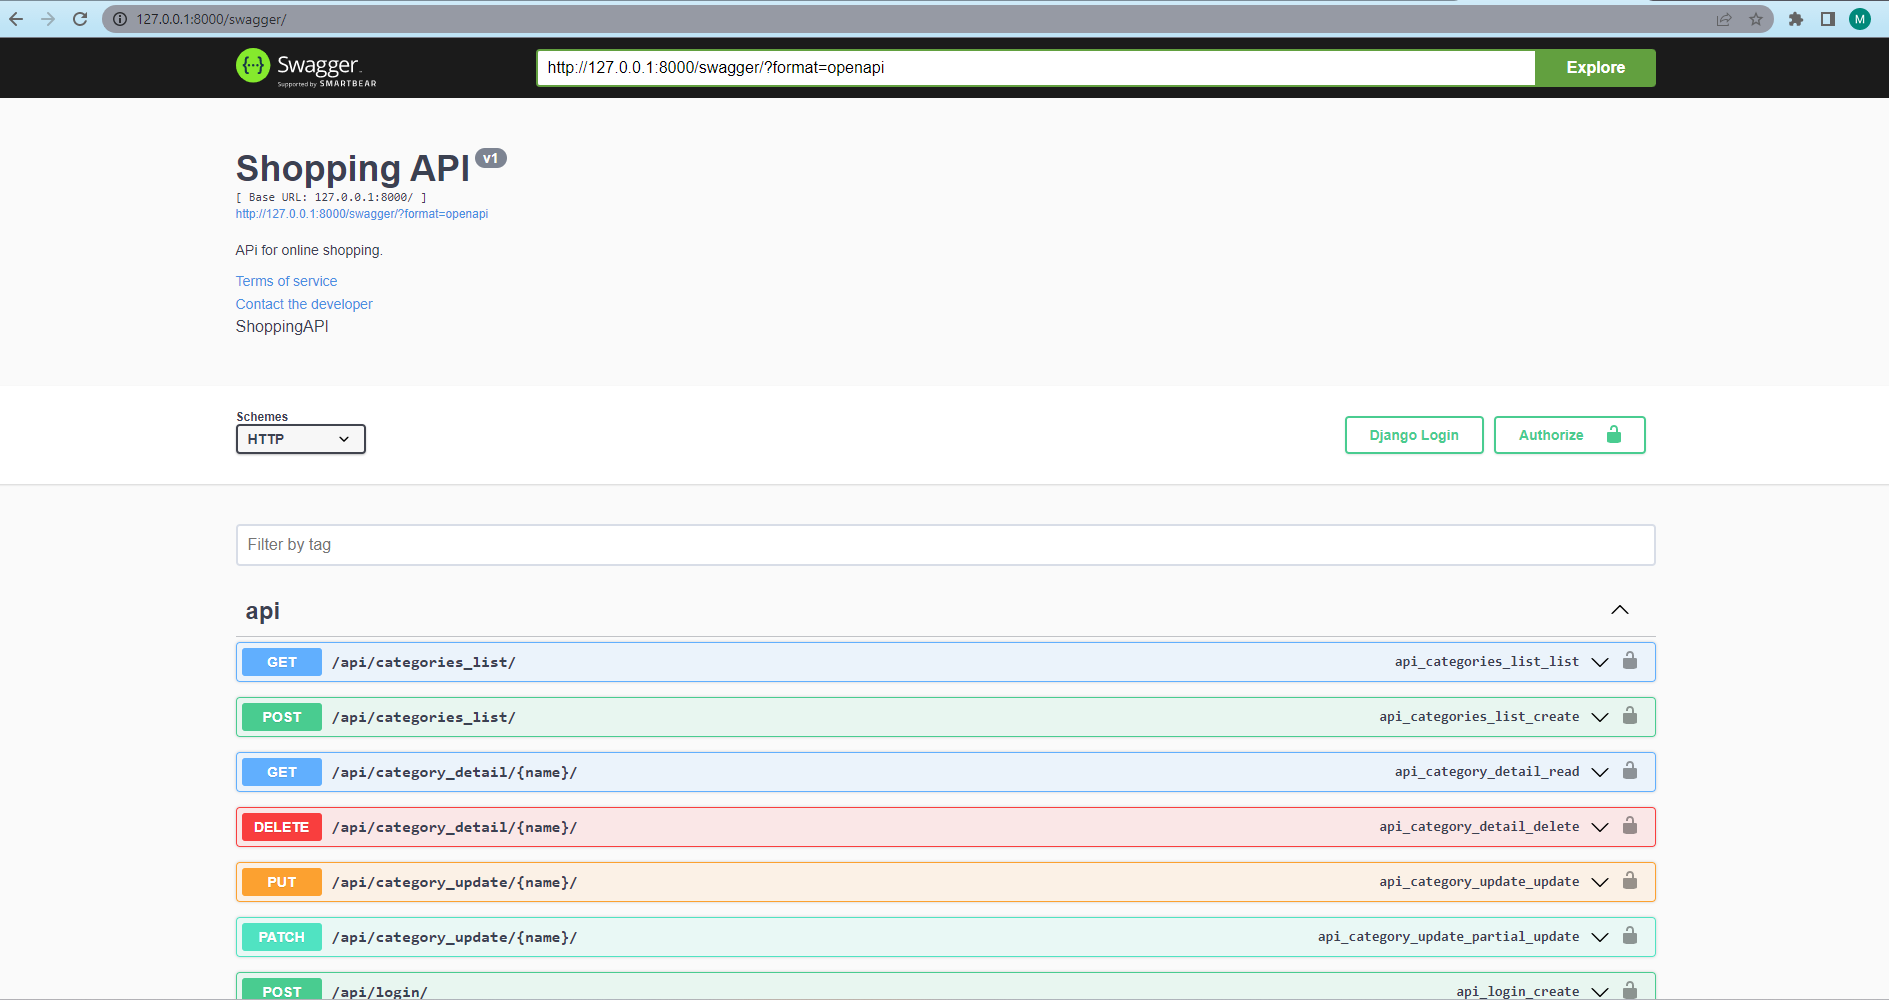 127.0.0.1:8000/swagger/
M
{···} Swagger
Supported by SMARTBEAR
http://127.0.0.1:8000/swagger/?format=openapi
Explore
Shopping API v1
[ Base URL: 127.0.0.1:8000/ ]
http://127.0.0.1:8000/swagger/?format=openapi
APi for online shopping.
Terms of service
Contact the developer
ShoppingAPI
Schemes
HTTP
Django Login
Authorize
Filter by tag
api
GET /api/categories_list/ api_categories_list_list
POST /api/categories_list/ api_categories_list_create
GET /api/category_detail/{name}/ api_category_detail_read
DELETE /api/category_detail/{name}/ api_category_detail_delete
PUT /api/category_update/{name}/ api_category_update_update
PATCH /api/category_update/{name}/ api_category_update_partial_update
POST /api/login/ api_login_create